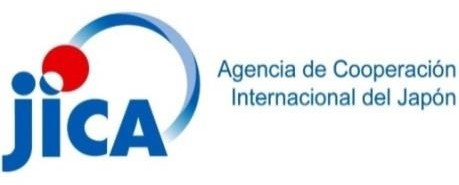 jica
Agencia de Cooperación
Internacional del Japón